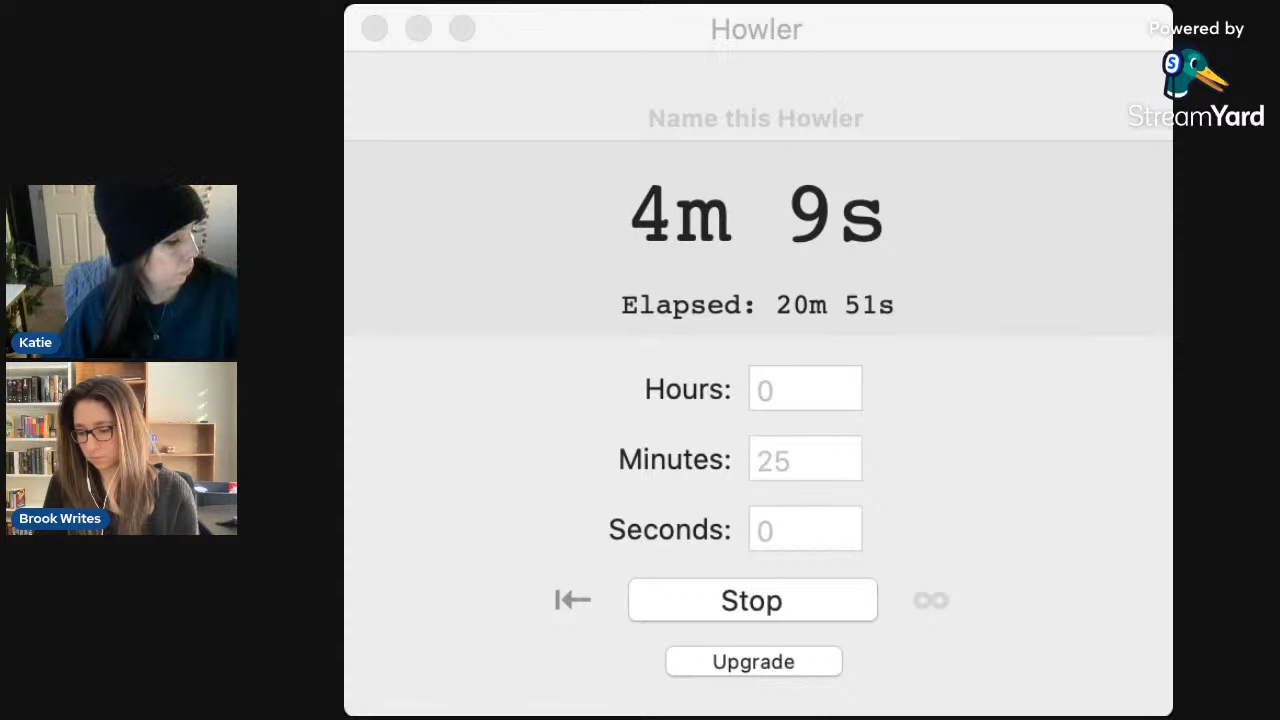 Howler
Powered by
StreamYard
Name this Howler
4m 9s
Elapsed: 20m 51s
Hours: 0
Minutes: 25
Seconds: 0
Stop
Upgrade
Katie
Brook Writes